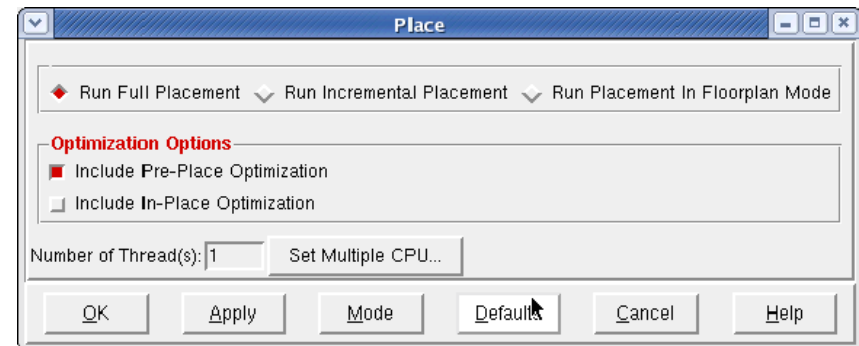 Place
Run Full Placement Run Incremental Placement Run Placement In Floorplan Mode
Optimization Options
Include Pre-Place Optimization
Include In-Place Optimization
Number of Thread(s): 1 Set Multiple CPU...
OK Apply Mode Defaults Cancel Help